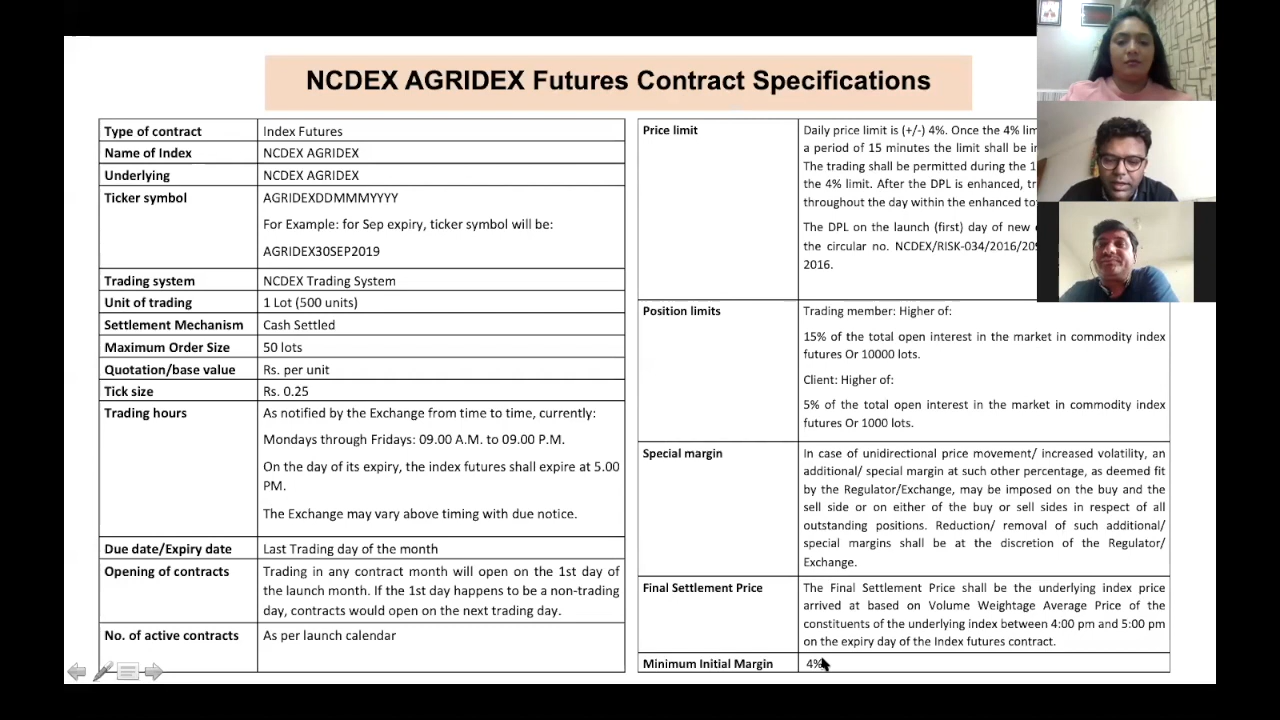 NCDEX AGRIDEX Futures Contract Specifications
Type of contract Index Futures
Name of Index NCDEX AGRIDEX
Underlying NCDEX AGRIDEX
Ticker symbol AGRIDEXDDMMMYYYY
For Example: for Sep expiry, ticker symbol will be:
AGRIDEX30SEP2019
Trading system NCDEX Trading System
Unit of trading 1 Lot (500 units)
Settlement Mechanism Cash Settled
Maximum Order Size 50 lots
Quotation/base value Rs. per unit
Tick size Rs. 0.25
Trading hours As notified by the Exchange from time to time, currently:
Mondays through Fridays: 09.00 A.M. to 09.00 P.M.
On the day of its expiry, the index futures shall expire at 5.00
PM.
The Exchange may vary above timing with due notice.
Due date/Expiry date Last Trading day of the month
Opening of contracts Trading in any contract month will open on the 1st day of
the launch month. If the 1st day happens to be a non-trading
day, contracts would open on the next trading day.
No. of active contracts As per launch calendar
Price limit Daily price limit is (+/-) 4%. Once the 4% lim
a period of 15 minutes the limit shall be in
The trading shall be permitted during the 1
the 4% limit. After the DPL is enhanced, tr
throughout the day within the enhanced to
The DPL on the launch (first) day of new
the circular no. NCDEX/RISK-034/2016/209
2016.
Position limits Trading member: Higher of:
15% of the total open interest in the market in commodity index
futures Or 10000 lots.
Client: Higher of:
5% of the total open interest in the market in commodity index
futures Or 1000 lots.
Special margin In case of unidirectional price movement/ increased volatility, an
additional/ special margin at such other percentage, as deemed fit
by the Regulator/Exchange, may be imposed on the buy and the
sell side or on either of the buy or sell sides in respect of all
outstanding positions. Reduction/ removal of such additional/
special margins shall be at the discretion of the Regulator/
Exchange.
Final Settlement Price The Final Settlement Price shall be the underlying index price
arrived at based on Volume Weightage Average Price of the
constituents of the underlying index between 4:00 pm and 5:00 pm
on the expiry day of the Index futures contract.
Minimum Initial Margin 4%